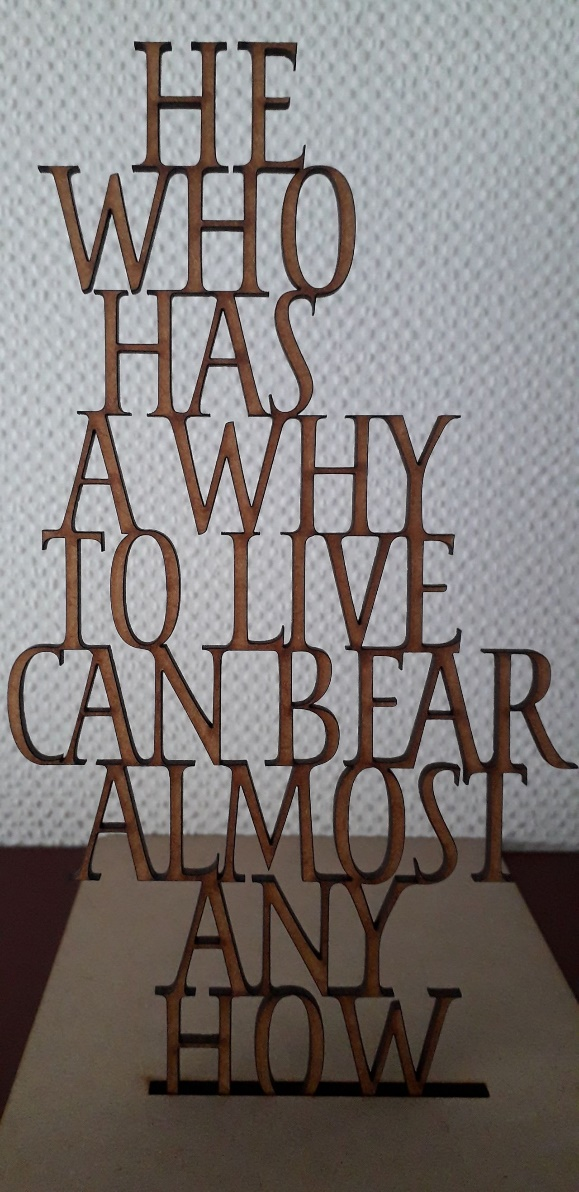 HE
WHO
HAS
A WHY
TO LIVE
CAN BEAR
ALMOST
ANY
HOW